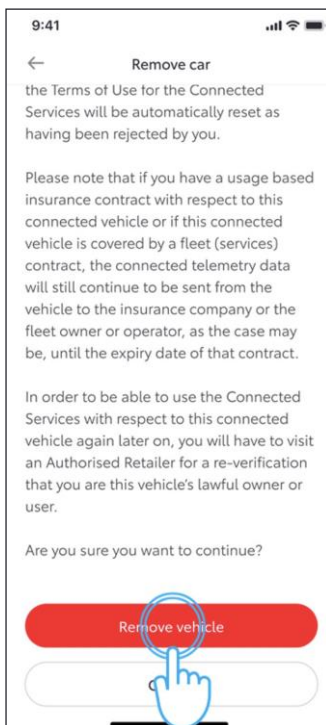 9:41
Remove car
the Terms of Use for the Connected
Services will be automatically reset as
having been rejected by you.
Please note that if you have a usage based
insurance contract with respect to this
connected vehicle or if this connected
vehicle is covered by a fleet (services)
contract, the connected telemetry data
will still continue to be sent from the
vehicle to the insurance company or the
fleet owner or operator, as the case may
be, until the expiry date of that contract.
In order to be able to use the Connected
Services with respect to this connected
vehicle again later on, you will have to visit
an Authorised Retailer for a re-verification
that you are this vehicle's lawful owner or
user.
Are you sure you want to continue?
Remove vehicle